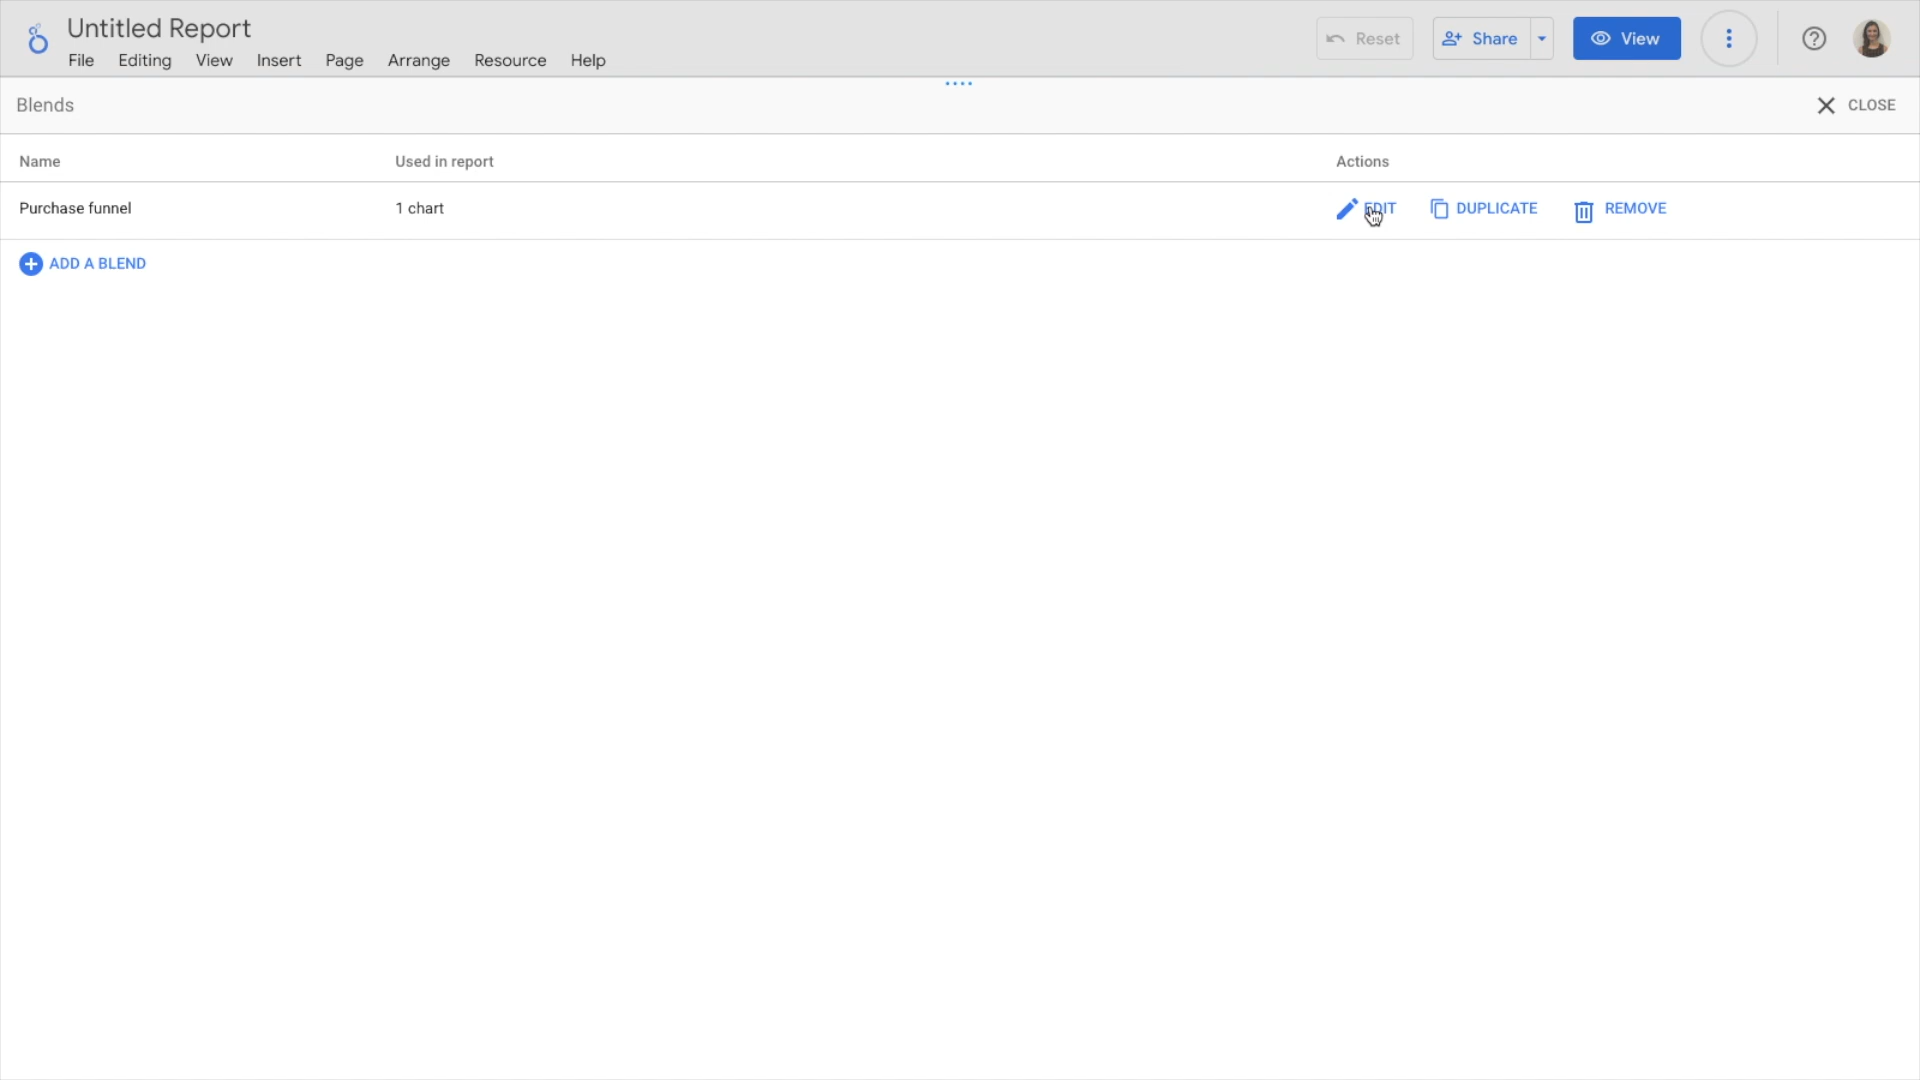 Untitled Report
File Editing View Insert Page Arrange Resource Help
Reset Share View
Blends
CLOSE
Name Used in report Actions
Purchase funnel 1 chart EDIT DUPLICATE REMOVE
ADD A BLEND